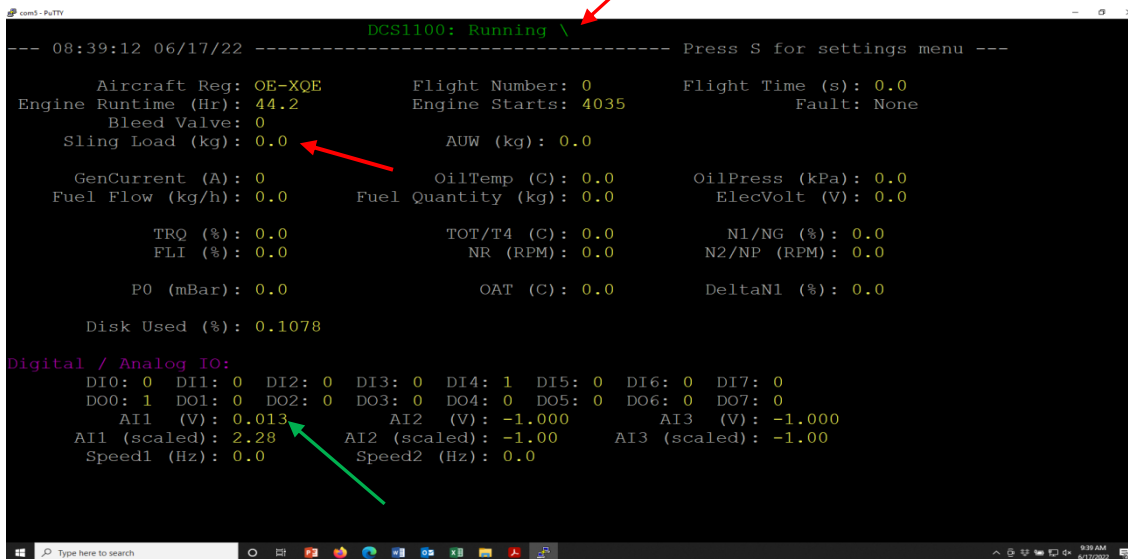 com5 - PuTTY
DCS1100: Running \
--- 08:39:12 06/17/22 ------------------------------------- Press S for settings menu ---
Aircraft Reg: OE-XQE Flight Number: 0 Flight Time (s): 0.0
Engine Runtime (Hr): 44.2 Engine Starts: 4035 Fault: None
Bleed Valve: 0
Sling Load (kg): 0.0 AUW (kg): 0.0
GenCurrent (A): 0 OilTemp (C): 0.0 OilPress (kPa): 0.0
Fuel Flow (kg/h): 0.0 Fuel Quantity (kg): 0.0 ElecVolt (V): 0.0
TRQ (%): 0.0 TOT/T4 (C): 0.0 N1/NG (%): 0.0
FLI (%): 0.0 NR (RPM): 0.0 N2/NP (RPM): 0.0
P0 (mBar): 0.0 OAT (C): 0.0 DeltaN1 (%): 0.0
Disk Used (%): 0.1078
Digital / Analog IO:
DI0: 0 DI1: 0 DI2: 0 DI3: 0 DI4: 1 DI5: 0 DI6: 0 DI7: 0
DO0: 1 DO1: 0 DO2: 0 DO3: 0 DO4: 0 DO5: 0 DO6: 0 DO7: 0
AI1 (V): 0.013 AI2 (V): -1.000 AI3 (V): -1.000
AI1 (scaled): 2.28 AI2 (scaled): -1.00 AI3 (scaled): -1.00
Speed1 (Hz): 0.0 Speed2 (Hz): 0.0
Type here to search
9:39 AM
6/17/2022